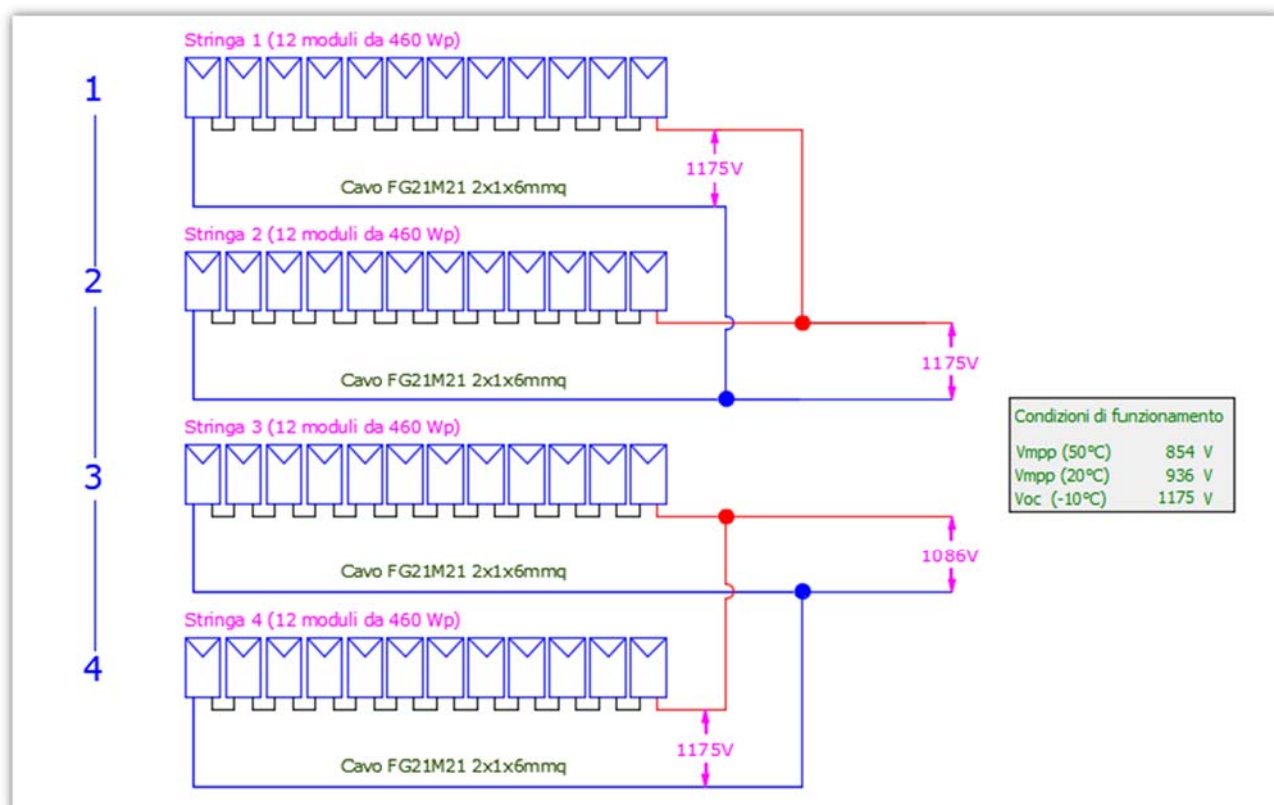 Stringa 1 (12 moduli da 460 Wp)
1
1175V
Cavo FG21M21 2x1x6mmq
Stringa 2 (12 moduli da 460 Wp)
2
1175V
Cavo FG21M21 2x1x6mmq
Condizioni di funzionamento
Vmpp (50°C) 854 V
Vmpp (20°C) 936 V
Voc (-10°C) 1175 V
Stringa 3 (12 moduli da 460 Wp)
3
1086V
Cavo FG21M21 2x1x6mmq
Stringa 4 (12 moduli da 460 Wp)
4
1175V
Cavo FG21M21 2x1x6mmq